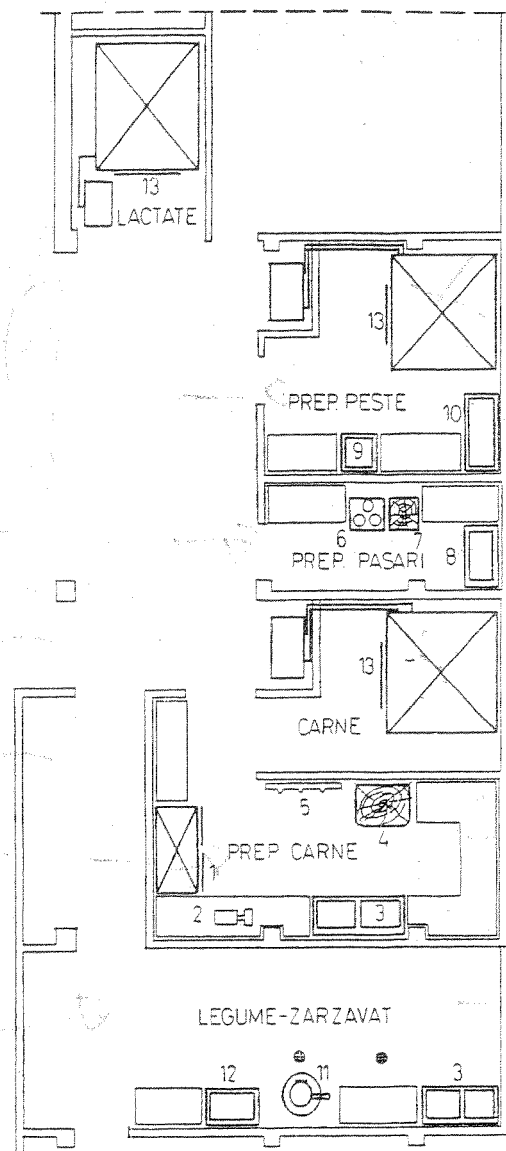 13
LACTATE
13
PREP. PESTE
10
9
6
7
PREP. PASARI
8
13
CARNE
5
4
1
PREP CARNE
2
3
LEGUME-ZARZAVAT
12
11
3